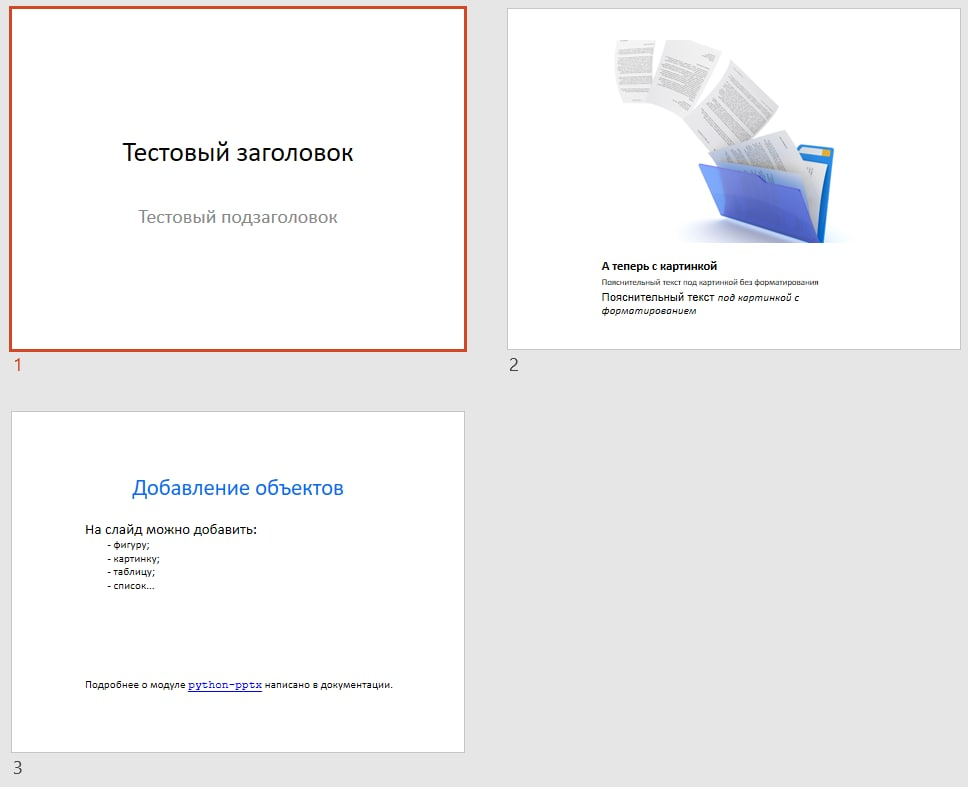 Тестовый заголовок
Тестовый подзаголовок
1
А теперь с картинкой
Пояснительный текст под картинкой без форматирования
Пояснительный текст под картинкой с
форматированием
2
Добавление объектов
На слайд можно добавить:
- фигуру;
- картинку;
- таблицу;
- список...
Подробнее о модуле python-pptx написано в документации.
3